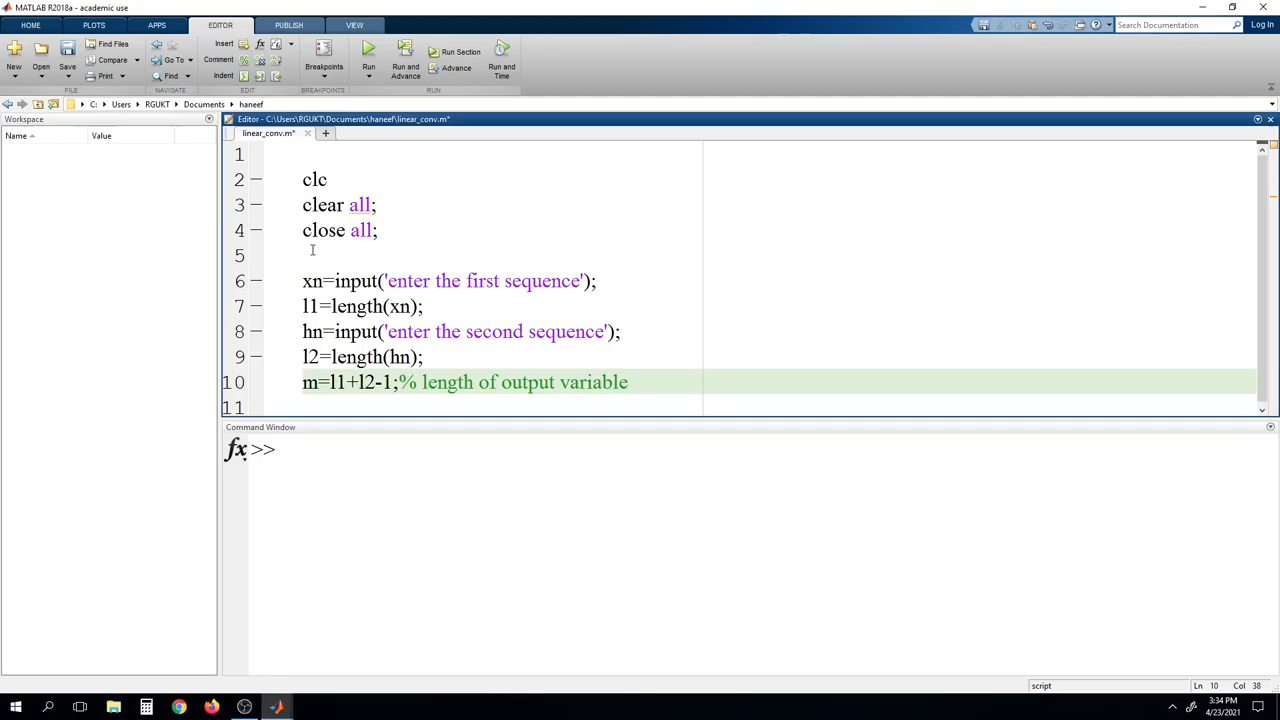 MATLAB R2018a - academic use
HOME PLOTS APPS EDITOR PUBLISH VIEW Search Documentation Log In
New Open Save Find Files Compare Print Go To Find Insert Comment Indent fx Breakpoints Run Run and Advance Run Section Advance Run and Time
FILE NAVIGATE EDIT BREAKPOINTS RUN
C: Users RGUKT Documents haneef
Workspace
Name Value
Editor - C:\Users\RGUKT\Documents\haneef\linear_conv.m*
linear_conv.m*
1
2 clc
3 clear all;
4 close all;
5
6 xn=input('enter the first sequence');
7 l1=length(xn);
8 hn=input('enter the second sequence');
9 l2=length(hn);
10 m=l1+l2-1;% length of output variable
11
Command Window
fx >>
script Ln 10 Col 38
3:34 PM
4/23/2021